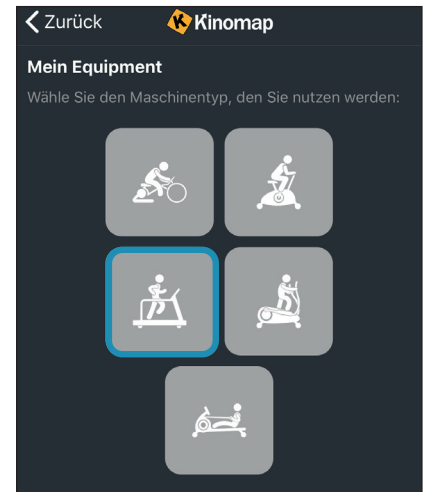 Zurück
Kinomap
Mein Equipment
Wähle Sie den Maschinentyp, den Sie nutzen werden: